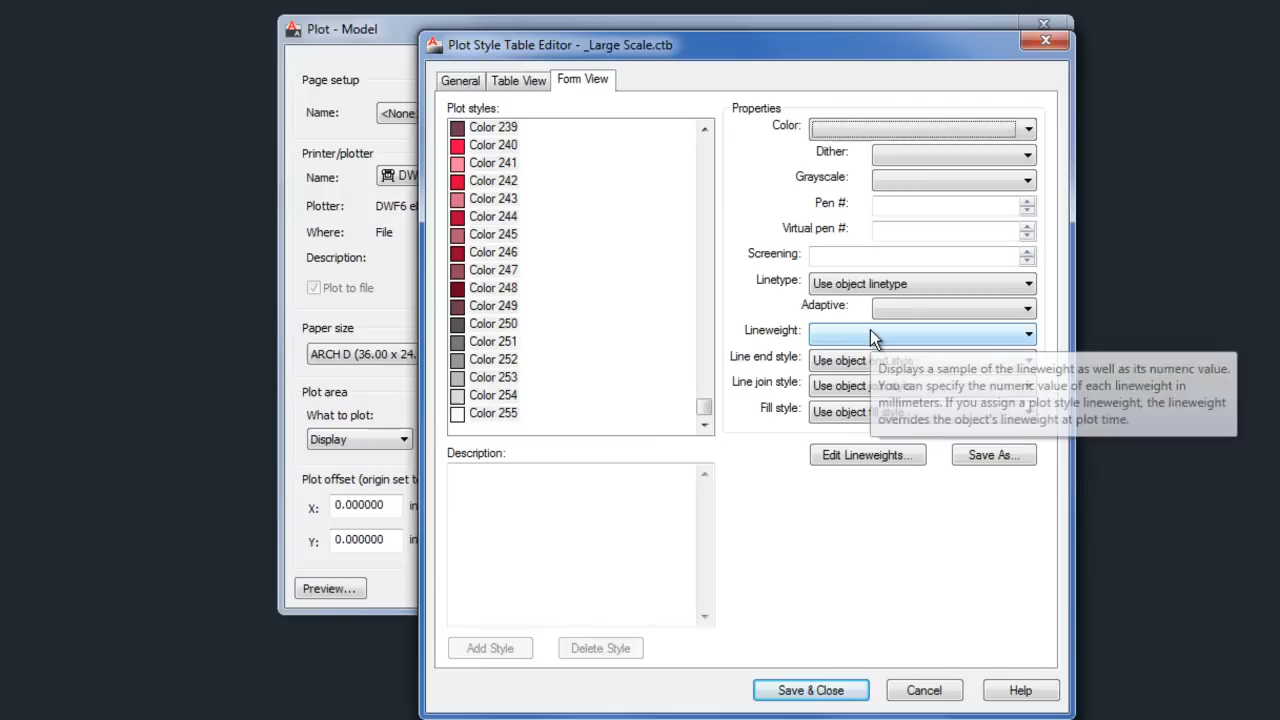 Plot - Model
Page setup
Name:
<None
Printer/plotter
Name:
DW
Plotter:
DWF6 e
Where:
File
Description:
Plot to file
Paper size
ARCH D (36.00 x 24.
Plot area
What to plot:
Display
Plot offset (origin set t
X:
0.000000
in
Y:
0.000000
in
Preview...
Plot Style Table Editor - _Large Scale.ctb
General
Table View
Form View
Plot styles:
Color 239
Color 240
Color 241
Color 242
Color 243
Color 244
Color 245
Color 246
Color 247
Color 248
Color 249
Color 250
Color 251
Color 252
Color 253
Color 254
Color 255
Description:
Add Style
Delete Style
Properties
Color:
Dither:
Grayscale:
Pen #:
Virtual pen #:
Screening:
Linetype:
Use object linetype
Adaptive:
Lineweight:
Line end style:
Use object end style
Line join style:
Use object
Fill style:
Use object fill style
Displays a sample of the lineweight as well as its numeric value.
You can specify the numeric value of each lineweight in
millimeters. If you assign a plot style lineweight, the lineweight
overrides the object's lineweight at plot time.
Edit Lineweights...
Save As...
Save & Close
Cancel
Help